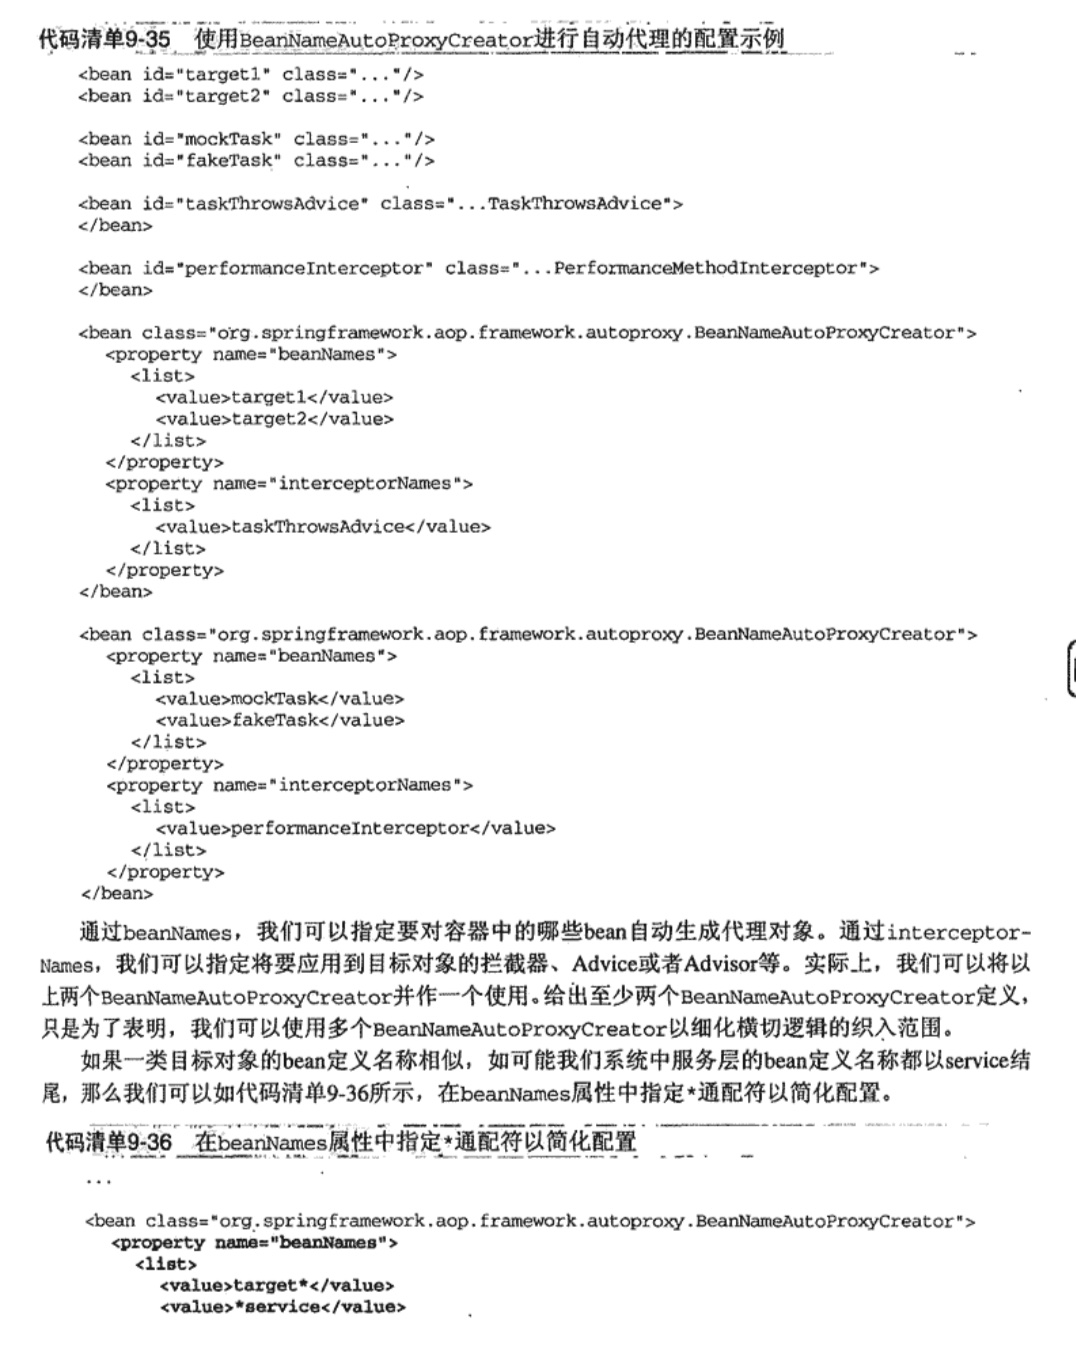 代码清单9-35 使用BeanNameAutoProxyCreator进行自动代理的配置示例
<bean id="target1" class="..."/>
<bean id="target2" class="..."/>
<bean id="mockTask" class="..."/>
<bean id="fakeTask" class="..."/>
<bean id="taskThrowsAdvice" class="...TaskThrowsAdvice">
</bean>
<bean id="performanceInterceptor" class="...PerformanceMethodInterceptor">
</bean>
<bean class="org.springframework.aop.framework.autoproxy.BeanNameAutoProxyCreator">
<property name="beanNames">
<list>
<value>target1</value>
<value>target2</value>
</list>
</property>
<property name="interceptorNames">
<list>
<value>taskThrowsAdvice</value>
</list>
</property>
</bean>
<bean class="org.springframework.aop.framework.autoproxy.BeanNameAutoProxyCreator">
<property name="beanNames">
<list>
<value>mockTask</value>
<value>fakeTask</value>
</list>
</property>
<property name="interceptorNames">
<list>
<value>performanceInterceptor</value>
</list>
</property>
</bean>
通过beanNames，我们可以指定要对容器中的哪些bean自动生成代理对象。通过interceptor-
Names，我们可以指定将要应用到目标对象的拦截器、Advice或者Advisor等。实际上，我们可以将以
上两个BeanNameAutoProxyCreator并作一个使用。给出至少两个BeanNameAutoProxyCreator定义，
只是为了表明，我们可以使用多个BeanNameAutoProxyCreator以细化横切逻辑的织入范围。
如果一类目标对象的bean定义名称相似，如可能我们系统中服务层的bean定义名称都以service结
尾，那么我们可以如代码清单9-36所示，在beanNames属性中指定*通配符以简化配置。
代码清单9-36 在beanNames属性中指定*通配符以简化配置
...
<bean class="org.springframework.aop.framework.autoproxy.BeanNameAutoProxyCreator">
<property name="beanNames">
<list>
<value>target*</value>
<value>*service</value>